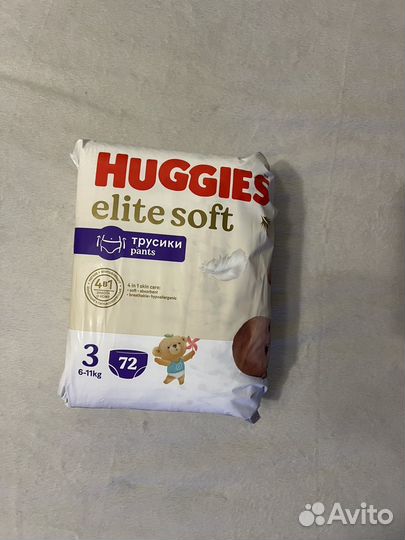 HUGGIES
elite soft
трусики
pants
4в1
4 in 1 skin care:
• soft • absorbent
• breathable • hypoallergenic
3
72
6-11kg
Avito